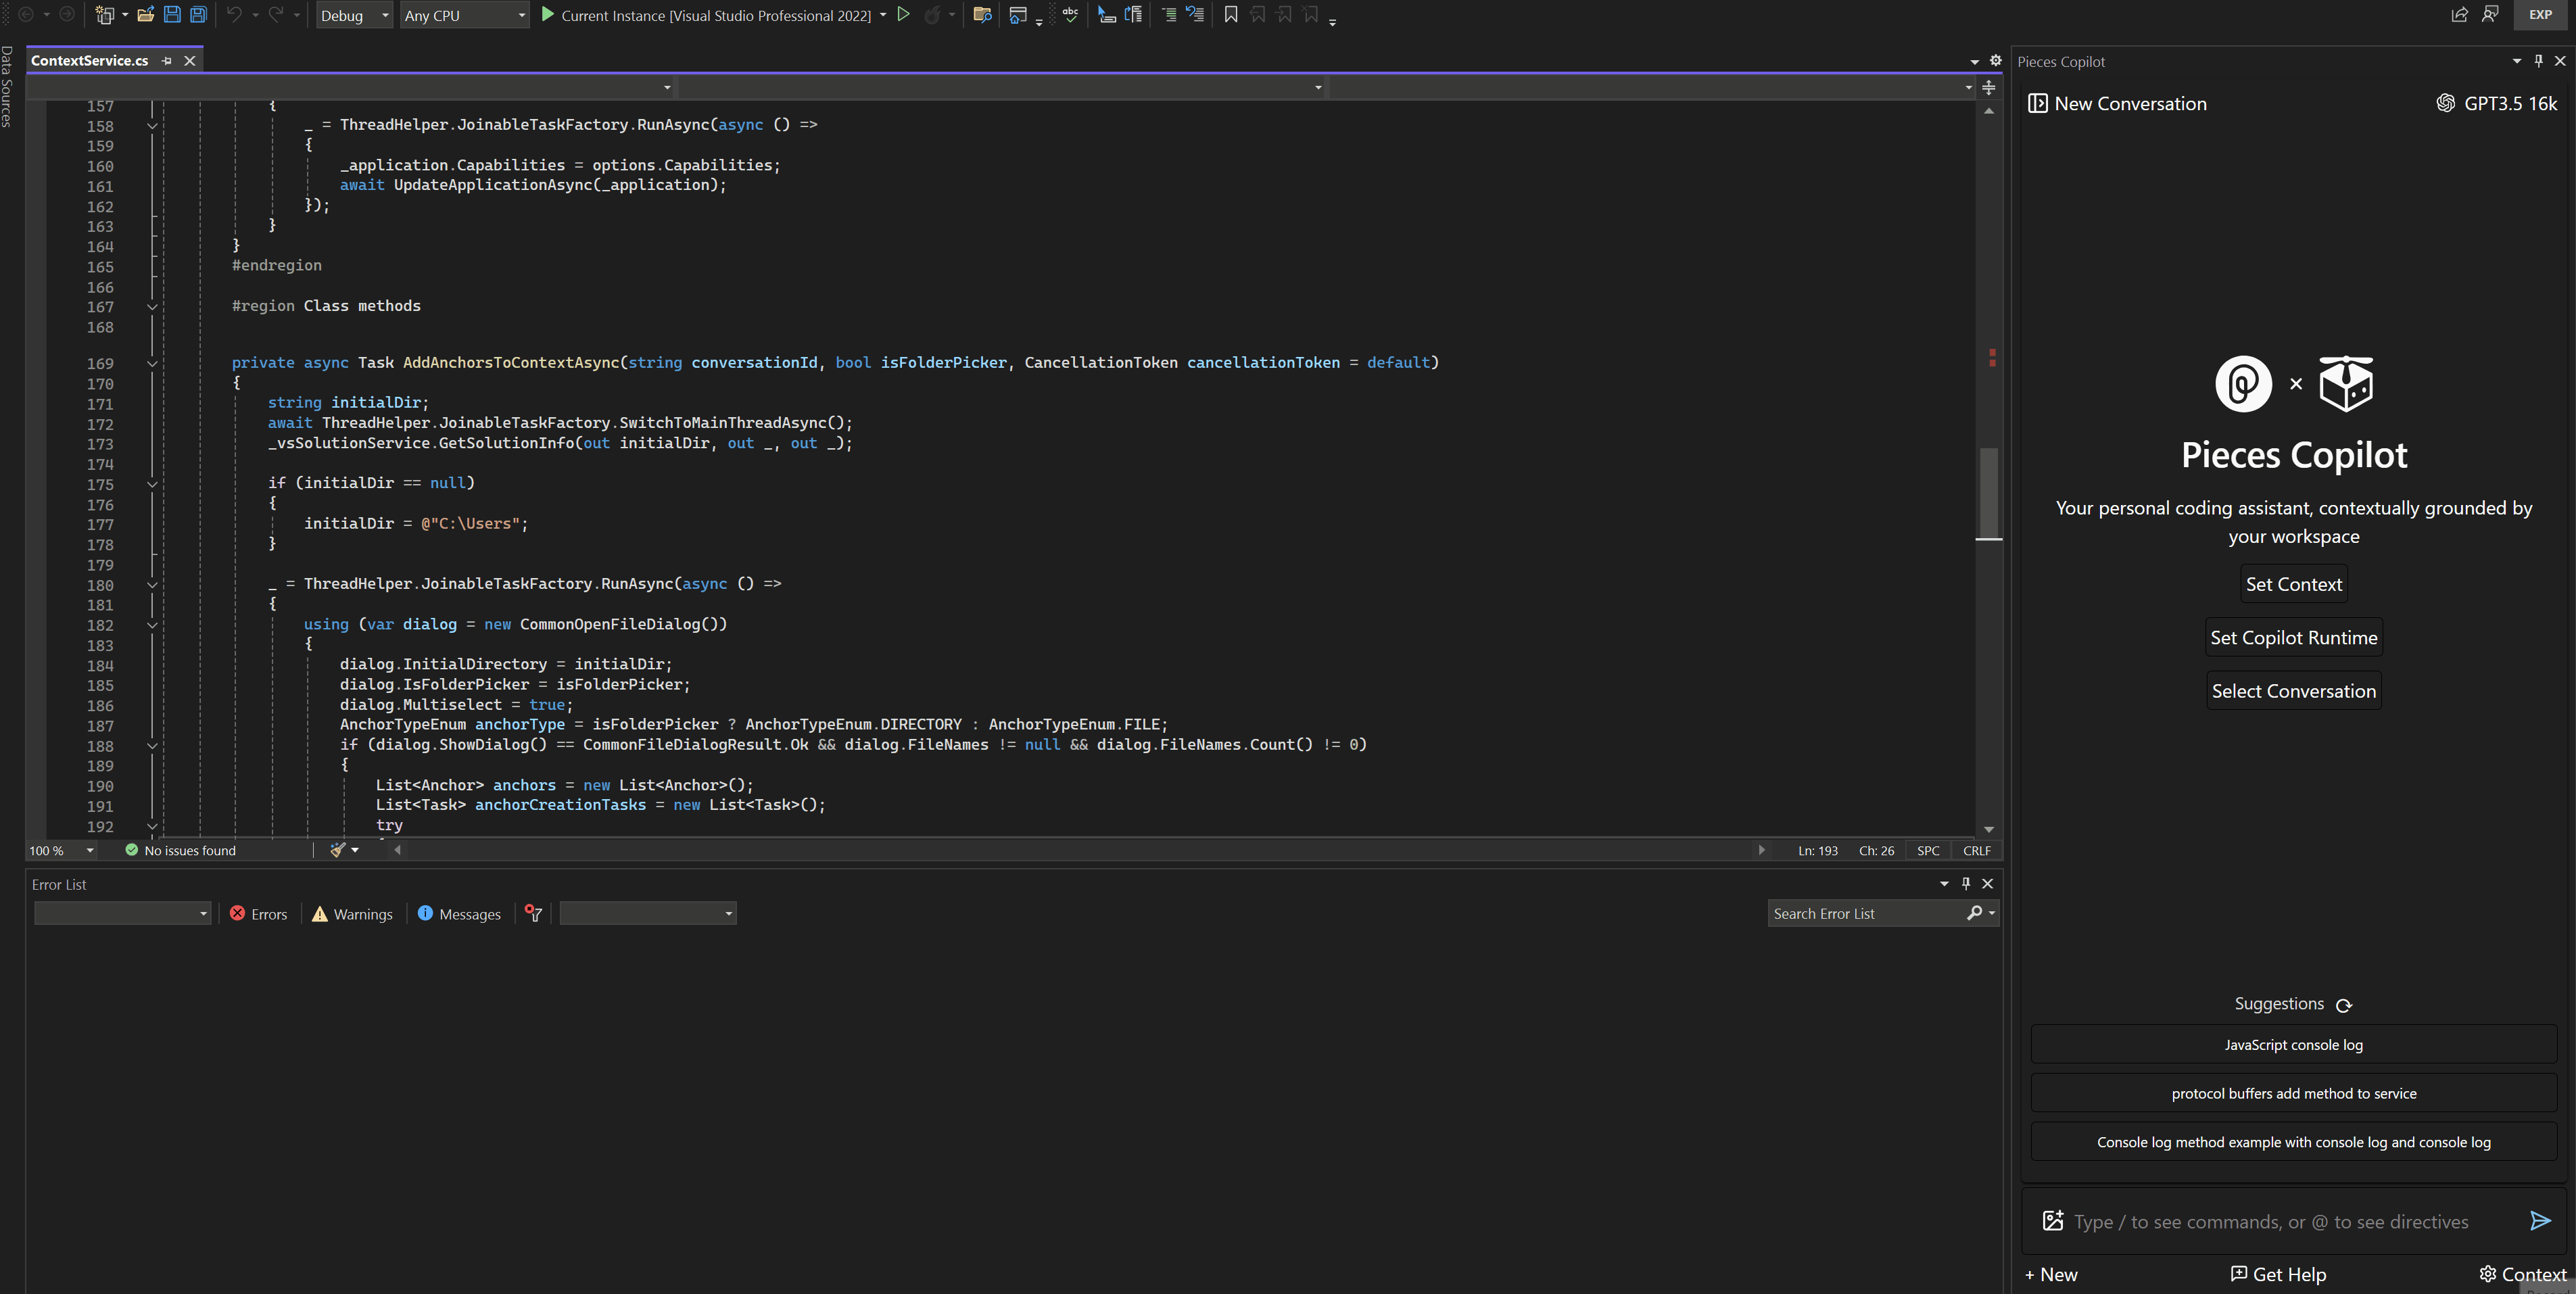 Debug
Any CPU
Current Instance [Visual Studio Professional 2022]
abc
EXP
Data Sources
ContextService.cs
157 {
158 _ = ThreadHelper.JoinableTaskFactory.RunAsync(async () =>
159 {
160 _application.Capabilities = options.Capabilities;
161 await UpdateApplicationAsync(_application);
162 });
163 }
164 }
165 #endregion
166
167 #region Class methods
168
169 private async Task AddAnchorsToContextAsync(string conversationId, bool isFolderPicker, CancellationToken cancellationToken = default)
170 {
171 string initialDir;
172 await ThreadHelper.JoinableTaskFactory.SwitchToMainThreadAsync();
173 _vsSolutionService.GetSolutionInfo(out initialDir, out _, out _);
174
175 if (initialDir == null)
176 {
177 initialDir = @"C:\Users";
178 }
179
180 _ = ThreadHelper.JoinableTaskFactory.RunAsync(async () =>
181 {
182 using (var dialog = new CommonOpenFileDialog())
183 {
184 dialog.InitialDirectory = initialDir;
185 dialog.IsFolderPicker = isFolderPicker;
186 dialog.Multiselect = true;
187 AnchorTypeEnum anchorType = isFolderPicker ? AnchorTypeEnum.DIRECTORY : AnchorTypeEnum.FILE;
188 if (dialog.ShowDialog() == CommonFileDialogResult.Ok && dialog.FileNames != null && dialog.FileNames.Count() != 0)
189 {
190 List<Anchor> anchors = new List<Anchor>();
191 List<Task> anchorCreationTasks = new List<Task>();
192 try
100 %
No issues found
Ln: 193 Ch: 26 SPC CRLF
Error List
Errors
Warnings
Messages
Search Error List
Pieces Copilot
New Conversation
GPT3.5 16k
Pieces Copilot
Your personal coding assistant, contextually grounded by
your workspace
Set Context
Set Copilot Runtime
Select Conversation
Suggestions
JavaScript console log
protocol buffers add method to service
Console log method example with console log and console log
Type / to see commands, or @ to see directives
+ New
Get Help
Context